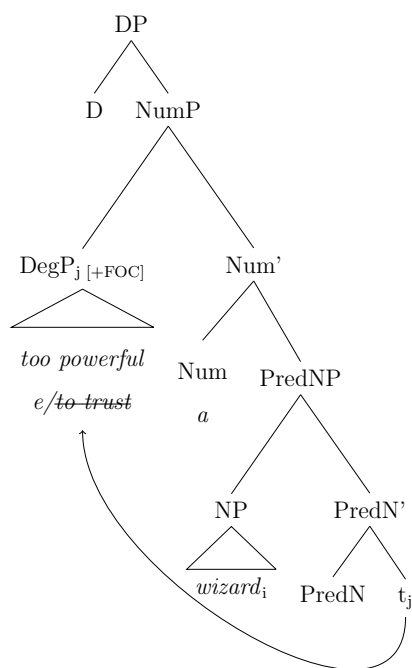 DP
D NumP
DegPj [+FOC] Num'
too powerful
Num PredNP
e/to trust
a
NP PredN'
wizardi
PredN tj